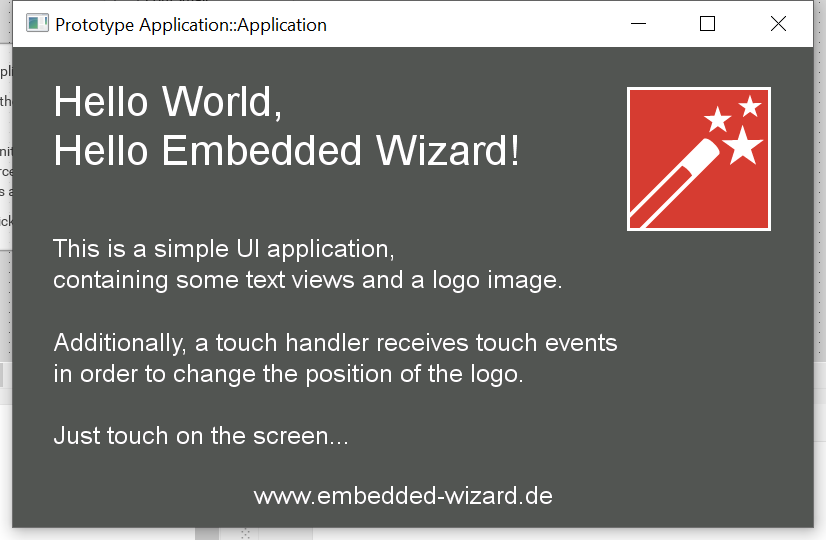 Prototype Application::Application
Hello World,
Hello Embedded Wizard!
This is a simple UI application,
containing some text views and a logo image.
Additionally, a touch handler receives touch events
in order to change the position of the logo.
Just touch on the screen...
www.embedded-wizard.de